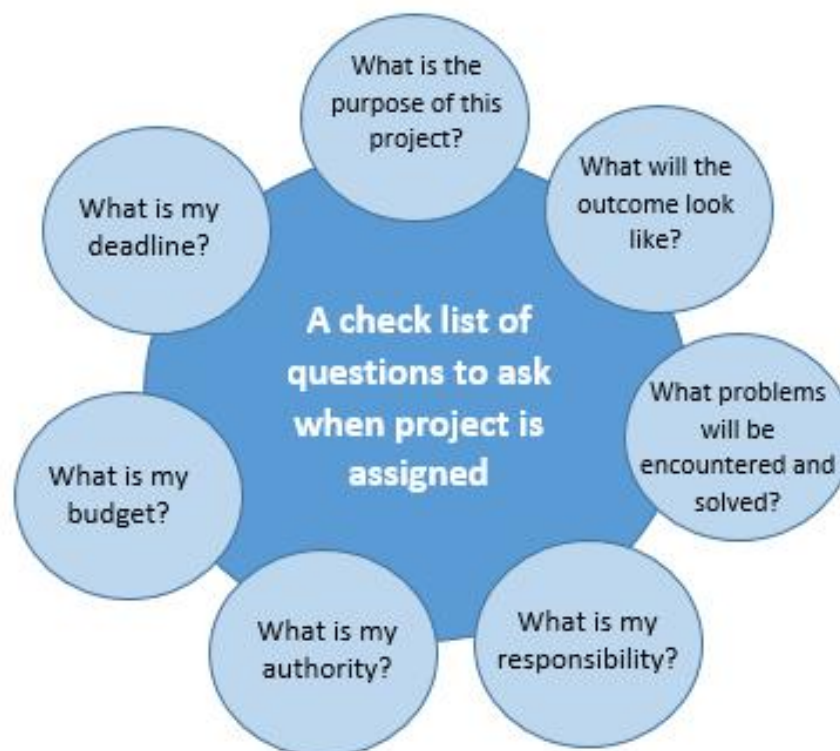 What is the
purpose of this
project?
What will the
outcome look
like?
What problems
will be
encountered and
solved?
What is my
responsibility?
What is my
authority?
What is my
budget?
What is my
deadline?
A check list of
questions to ask
when project is
assigned